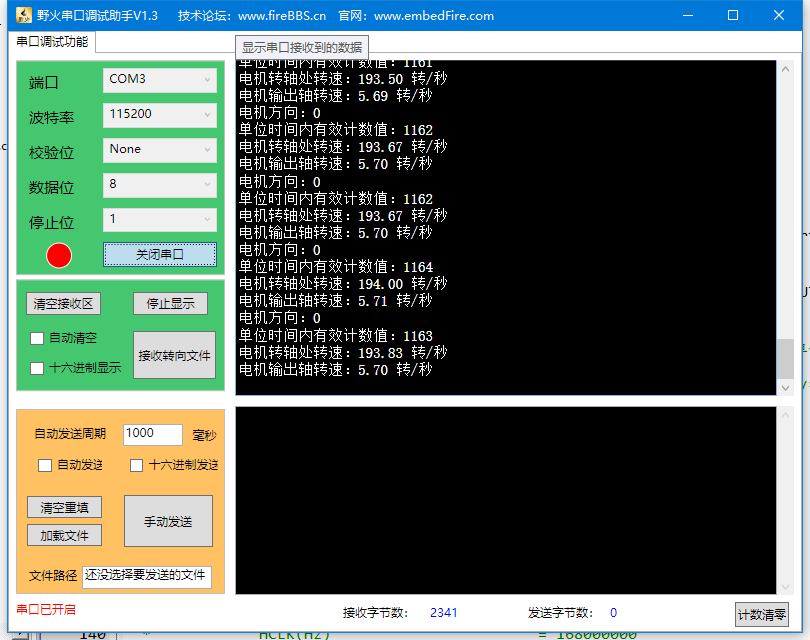 野火串口调试助手V1.3 技术论坛：www.fireBBS.cn 官网：www.embedFire.com
串口调试功能
显示串口接收到的数据
端口 COM3
波特率 115200
校验位 None
数据位 8
停止位 1
关闭串口
清空接收区 停止显示
自动清空
十六进制显示
接收转向文件
单位时间内有效计数值：1161
电机转轴处转速：193.50 转/秒
电机输出轴转速：5.69 转/秒
电机方向：0
单位时间内有效计数值：1162
电机转轴处转速：193.67 转/秒
电机输出轴转速：5.70 转/秒
电机方向：0
单位时间内有效计数值：1162
电机转轴处转速：193.67 转/秒
电机输出轴转速：5.70 转/秒
电机方向：0
单位时间内有效计数值：1164
电机转轴处转速：194.00 转/秒
电机输出轴转速：5.71 转/秒
电机方向：0
单位时间内有效计数值：1163
电机转轴处转速：193.83 转/秒
电机输出轴转速：5.70 转/秒
自动发送周期 1000 毫秒
自动发送 十六进制发送
清空重填
加载文件
手动发送
文件路径 还没选择要发送的文件
串口已开启 接收字节数： 2341 发送字节数： 0 计数清零
140 * HCLK(Hz) = 168000000